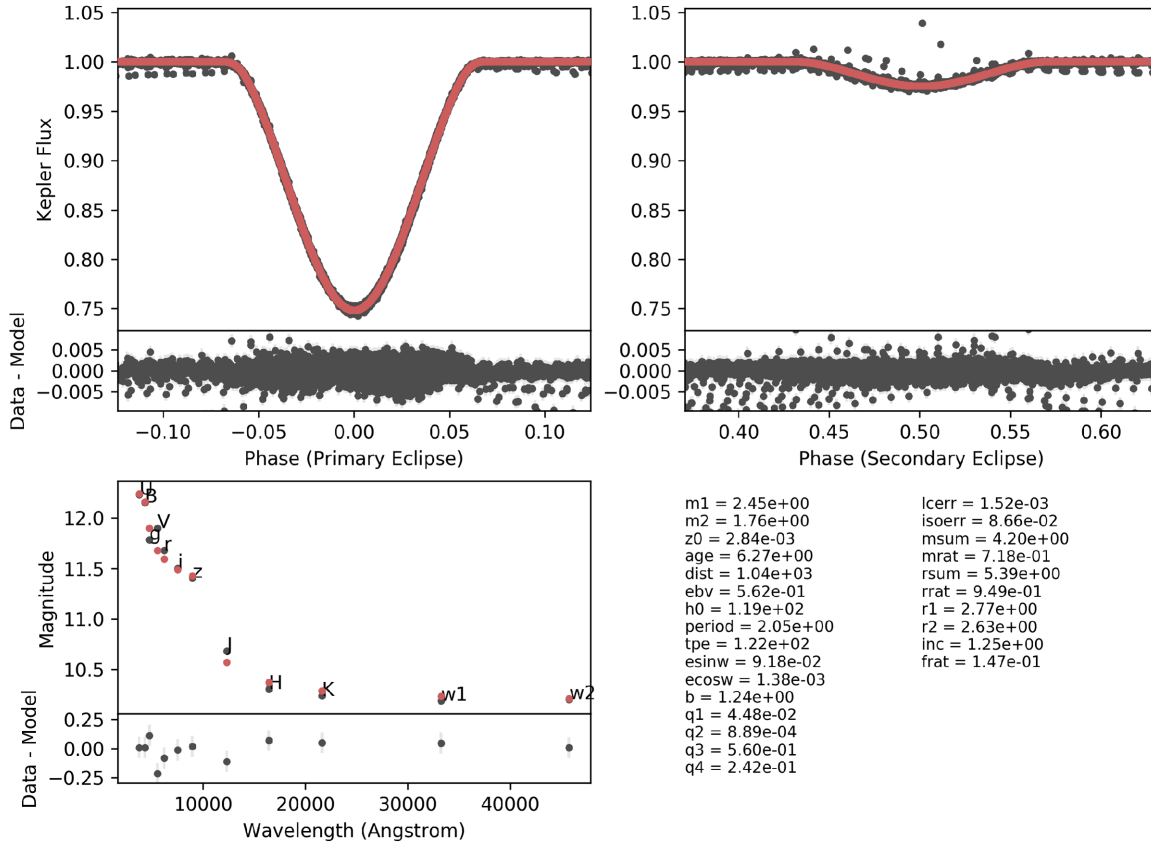 1.05
1.00
0.95
0.90
0.85
0.80
0.75
Kepler Flux
0.005
0.000
−0.005
Data - Model
−0.10 −0.05 0.00 0.05 0.10
Phase (Primary Eclipse)
1.05
1.00
0.95
0.90
0.85
0.80
0.75
0.005
0.000
−0.005
0.40 0.45 0.50 0.55 0.60
Phase (Secondary Eclipse)
12.0
11.5
11.0
10.5
Magnitude
U
B
V
g
r
i
z
J
H
K
w1
w2
0.25
0.00
−0.25
Data - Model
10000 20000 30000 40000
Wavelength (Angstrom)
m1 = 2.45e+00
m2 = 1.76e+00
z0 = 2.84e-03
age = 6.27e+00
dist = 1.04e+03
ebv = 5.62e-01
h0 = 1.19e+02
period = 2.05e+00
tpe = 1.22e+02
esinw = 9.18e-02
ecosw = 1.38e-03
b = 1.24e+00
q1 = 4.48e-02
q2 = 8.89e-04
q3 = 5.60e-01
q4 = 2.42e-01
lcerr = 1.52e-03
isoerr = 8.66e-02
msum = 4.20e+00
mrat = 7.18e-01
rsum = 5.39e+00
rrat = 9.49e-01
r1 = 2.77e+00
r2 = 2.63e+00
inc = 1.25e+00
frat = 1.47e-01